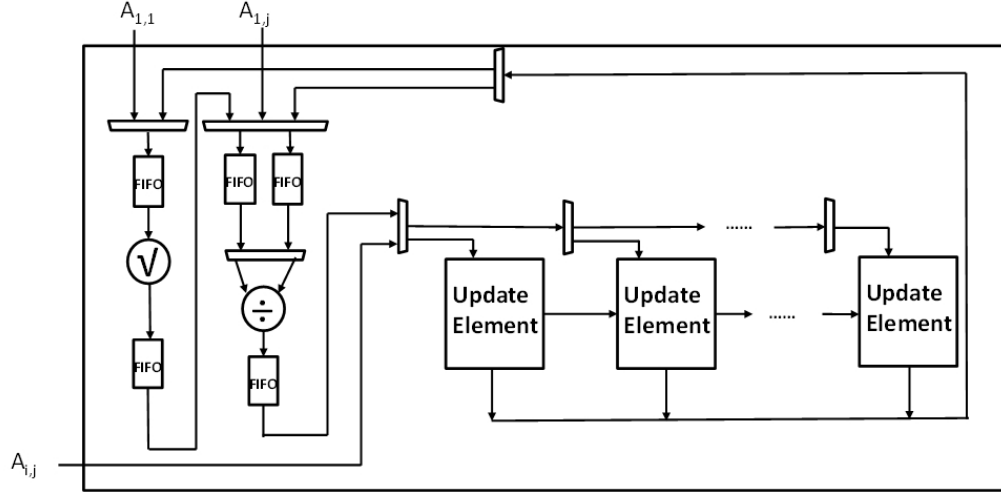 A1,1
A1,j
FIFO
FIFO
FIFO
√
÷
FIFO
FIFO
Update
Element
Update
Element
Update
Element
......
......
Ai,j